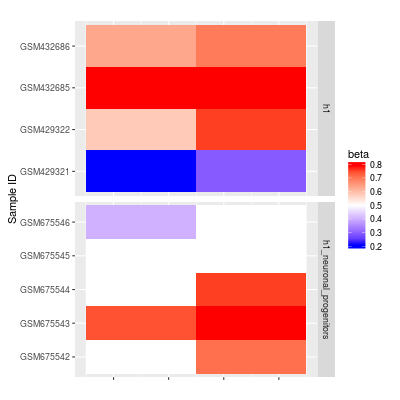 GSM432686
GSM432685
GSM429322
GSM429321
h1
GSM675546
GSM675545
GSM675544
GSM675543
GSM675542
h1_neuronal_progenitors
Sample ID
beta
0.8
0.7
0.6
0.5
0.4
0.3
0.2